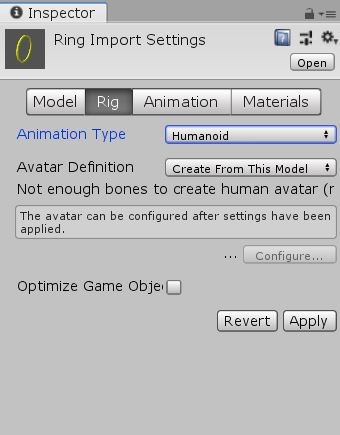 Inspector
Ring Import Settings
Open
Model Rig Animation Materials
Animation Type Humanoid
Avatar Definition Create From This Model
Not enough bones to create human avatar (r
The avatar can be configured after settings have been
applied.
... Configure...
Optimize Game Objec
Revert Apply